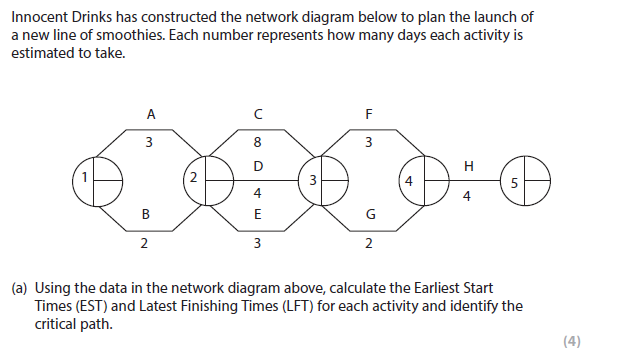 Innocent Drinks has constructed the network diagram below to plan the launch of
a new line of smoothies. Each number represents how many days each activity is
estimated to take.
A C F
3 8 3
D H
1 2 3 4 5
4 4
B E G
2 3 2
(a) Using the data in the network diagram above, calculate the Earliest Start
Times (EST) and Latest Finishing Times (LFT) for each activity and identify the
critical path.
(4)